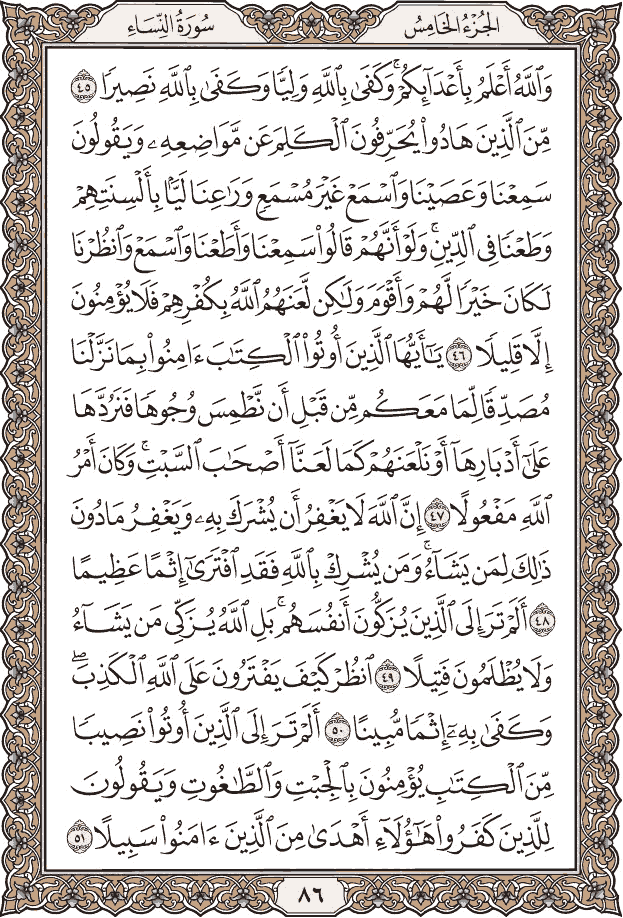 الجُزْءُ الخَامِسُ
سُورَةُ النِّسَاءِ
وَٱللَّهُ أَعْلَمُ بِأَعْدَآئِكُمْۚ وَكَفَىٰ بِٱللَّهِ وَلِيّٗا وَكَفَىٰ بِٱللَّهِ نَصِيرٗا ٤٥
مِّنَ ٱلَّذِينَ هَادُواْ يُحَرِّفُونَ ٱلۡكَلِمَ عَن مَّوَاضِعِهِۦ وَيَقُولُونَ
سَمِعۡنَا وَعَصَيۡنَا وَٱسۡمَعۡ غَيۡرَ مُسۡمَعٖ وَرَٰعِنَا لَيَّۢا بِأَلۡسِنَتِهِمۡ
وَطَعۡنٗا فِي ٱلدِّينِۚ وَلَوۡ أَنَّهُمۡ قَالُواْ سَمِعۡنَا وَأَطَعۡنَا وَٱسۡمَعۡ وَٱنظُرۡنَا
لَكَانَ خَيۡرٗا لَّهُمۡ وَأَقۡوَمَ وَلَٰكِن لَّعَنَهُمُ ٱللَّهُ بِكُفۡرِهِمۡ فَلَا يُؤۡمِنُونَ
إِلَّا قَلِيلٗا ٤٦ يَٰٓأَيُّهَا ٱلَّذِينَ أُوتُواْ ٱلۡكِتَٰبَ ءَامِنُواْ بِمَا نَزَّلۡنَا
مُصَدِّقٗا لِّمَا مَعَكُم مِّن قَبۡلِ أَن نَّطۡمِسَ وُجُوهٗا فَنَرُدَّهَا
عَلَىٰٓ أَدۡبَارِهَآ أَوۡ نَلۡعَنَهُمۡ كَمَا لَعَنَّآ أَصۡحَٰبَ ٱلسَّبۡتِۚ وَكَانَ أَمۡرُ
ٱللَّهِ مَفۡعُولًا ٤٧ إِنَّ ٱللَّهَ لَا يَغۡفِرُ أَن يُشۡرَكَ بِهِۦ وَيَغۡفِرُ مَا دُونَ
ذَٰلِكَ لِمَن يَشَآءُۚ وَمَن يُشۡرِكۡ بِٱللَّهِ فَقَدِ ٱفۡتَرَىٰٓ إِثۡمًا عَظِيمًا
٤٨ أَلَمۡ تَرَ إِلَى ٱلَّذِينَ يُزَكُّونَ أَنفُسَهُمۚ بَلِ ٱللَّهُ يُزَكِّي مَن يَشَآءُ
وَلَا يُظۡلَمُونَ فَتِيلًا ٤٩ ٱنظُرۡ كَيۡفَ يَفۡتَرُونَ عَلَى ٱللَّهِ ٱلۡكَذِبَۖ
وَكَفَىٰ بِهِۦٓ إِثۡمٗا مُّبِينًا ٥٠ أَلَمۡ تَرَ إِلَى ٱلَّذِينَ أُوتُواْ نَصِيبٗا
مِّنَ ٱلۡكِتَٰبِ يُؤۡمِنُونَ بِٱلۡجِبۡتِ وَٱلطَّٰغُوتِ وَيَقُولُونَ
لِلَّذِينَ كَفَرُواْ هَٰٓؤُلَآءِ أَهۡدَىٰ مِنَ ٱلَّذِينَ ءَامَنُواْ سَبِيلًا ٥١
٨٦